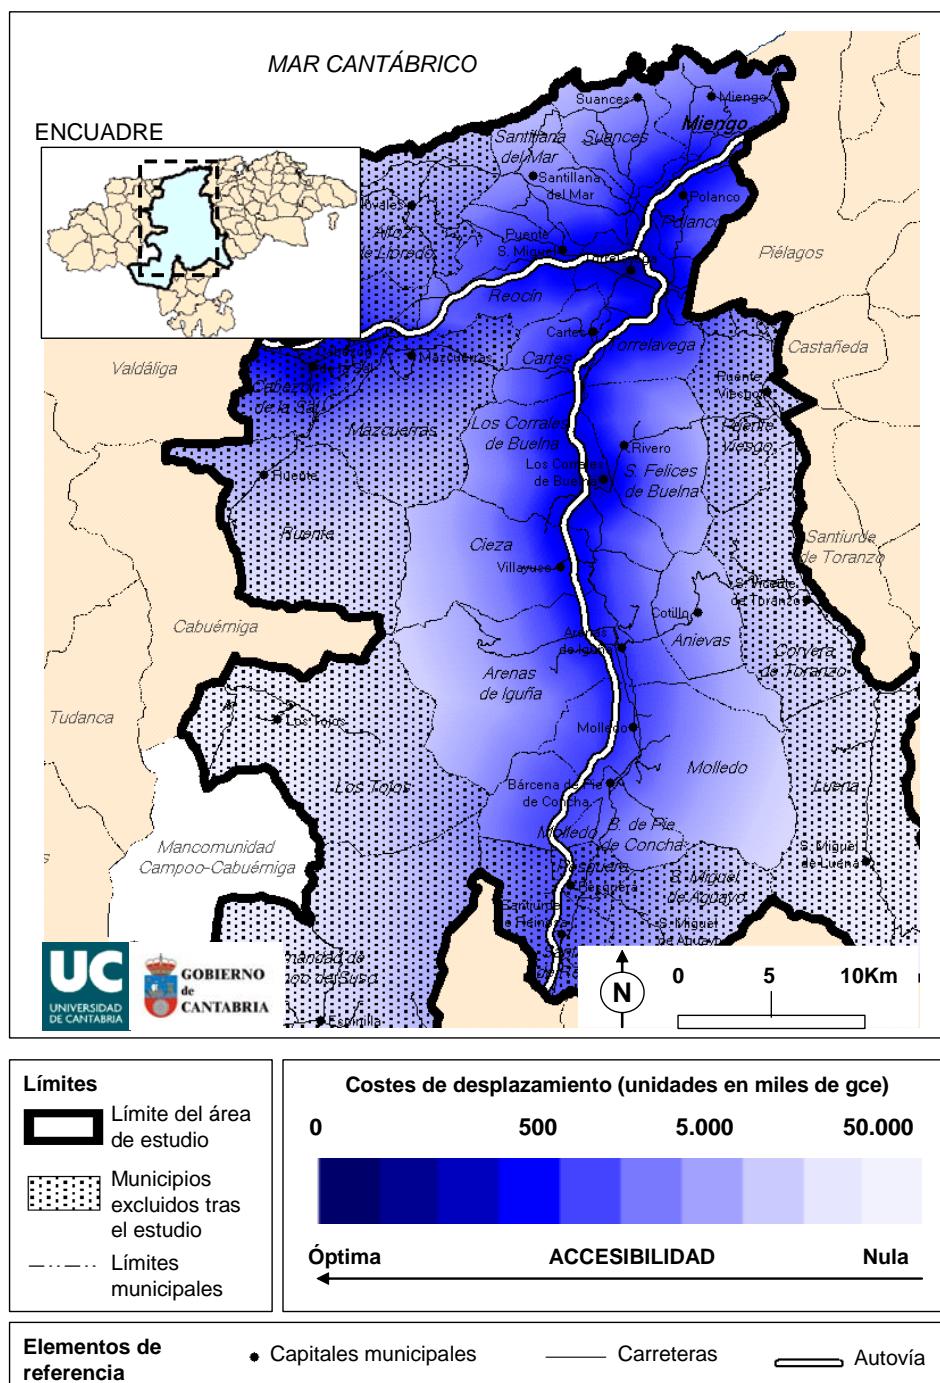 MAR CANTÁBRICO
ENCUADRE
Suances
Miengo
Miengo
Santillana
del Mar
Suances
Santillana
del Mar
Polanco
Polanco
Puente
S. Miguel
Torrelavega
Piélagos
Reocín
Cartes
Cartes
Torrelavega
Castañeda
Valdáliga
Mazcuerras
Cabezón
de la Sal
Mazcuerras
Puente
Viesgo
Puente
Viesgo
Los Corrales
de Buelna
Rivero
Los Corrales
de Buelna
S. Felices
de Buelna
Ruente
Ruente
Cieza
Villayuso
Santiurde
de Toranzo
S. Vicente
de Toranzo
Cotillo
Anievas
Cabuérniga
Arenas
de Iguña
Corvera
de Toranzo
Arenas
de Iguña
Tudanca
Los Tojos
Molledo
Molledo
Los Tojos
Bárcena de Pie
de Concha
Luena
Molledo
B. de Pie
de Concha
Mancomunidad
Campoo-Cabuérniga
S. Miguel
de Luena
Pesquera
Pesquera
S. Miguel
de Aguayo
Santiurde
S. Miguel
de Aguayo
Espinilla
UC
UNIVERSIDAD
DE CANTABRIA
GOBIERNO
de
CANTABRIA
N
0 5 10Km
Límites
Límite del área
de estudio
Municipios
excluidos tras
el estudio
Límites
municipales
Costes de desplazamiento (unidades en miles de gce)
0 500 5.000 50.000
Óptima ACCESIBILIDAD Nula
Elementos de
referencia
Capitales municipales
Carreteras
Autovía